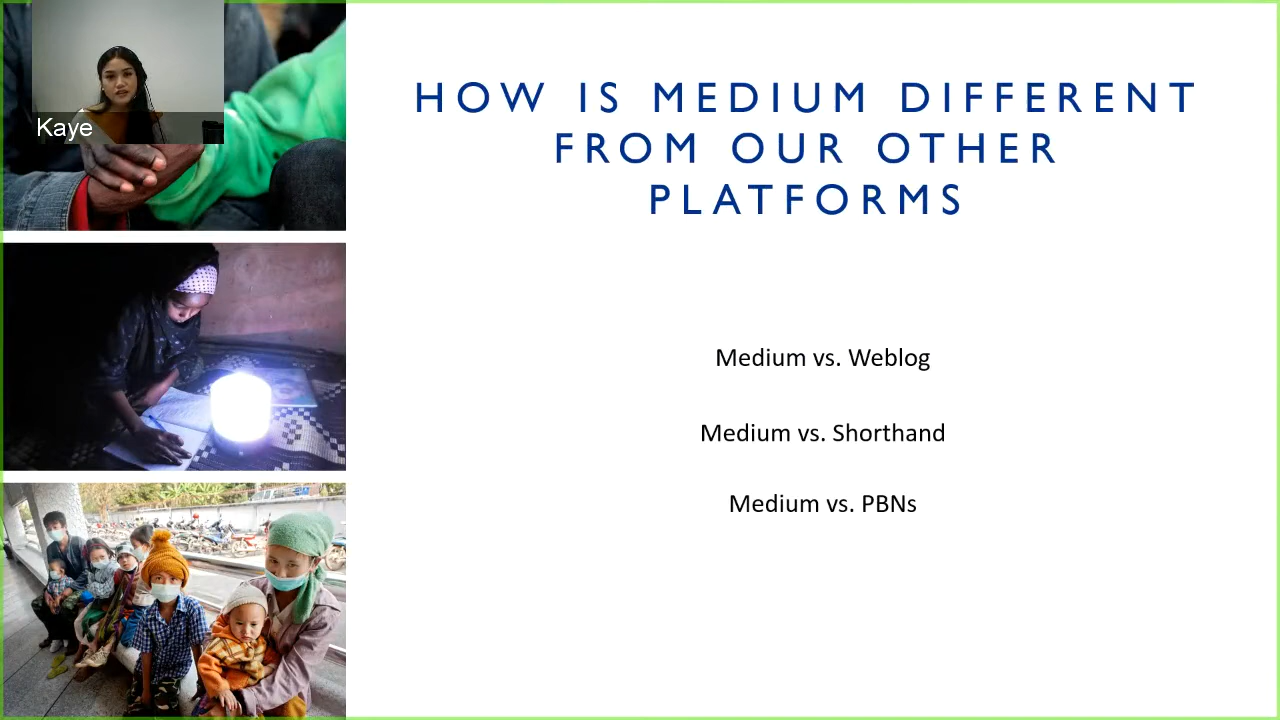 Kaye
HOW IS MEDIUM DIFFERENT
FROM OUR OTHER
PLATFORMS
Medium vs. Weblog
Medium vs. Shorthand
Medium vs. PBNs